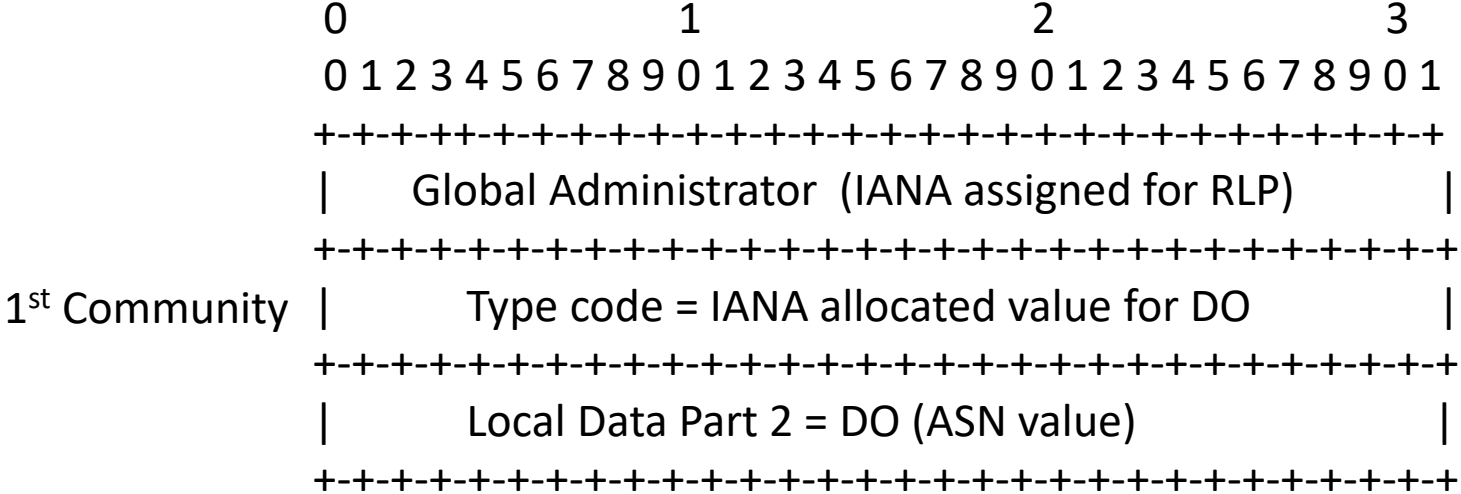 0 1 2 3
0 1 2 3 4 5 6 7 8 9 0 1 2 3 4 5 6 7 8 9 0 1 2 3 4 5 6 7 8 9 0 1
+-+-+-++-+-+-+-+-+-+-+-+-+-+-+-+-+-+-+-+-+-+-+-+-+-+-+-+-+-+-+-+
| Global Administrator (IANA assigned for RLP) |
+-+-+-+-+-+-+-+-+-+-+-+-+-+-+-+-+-+-+-+-+-+-+-+-+-+-+-+-+-+-+-+-+
1st Community | Type code = IANA allocated value for DO |
+-+-+-+-+-+-+-+-+-+-+-+-+-+-+-+-+-+-+-+-+-+-+-+-+-+-+-+-+-+-+-+-+
| Local Data Part 2 = DO (ASN value) |
+-+-+-+-+-+-+-+-+-+-+-+-+-+-+-+-+-+-+-+-+-+-+-+-+-+-+-+-+-+-+-+-+